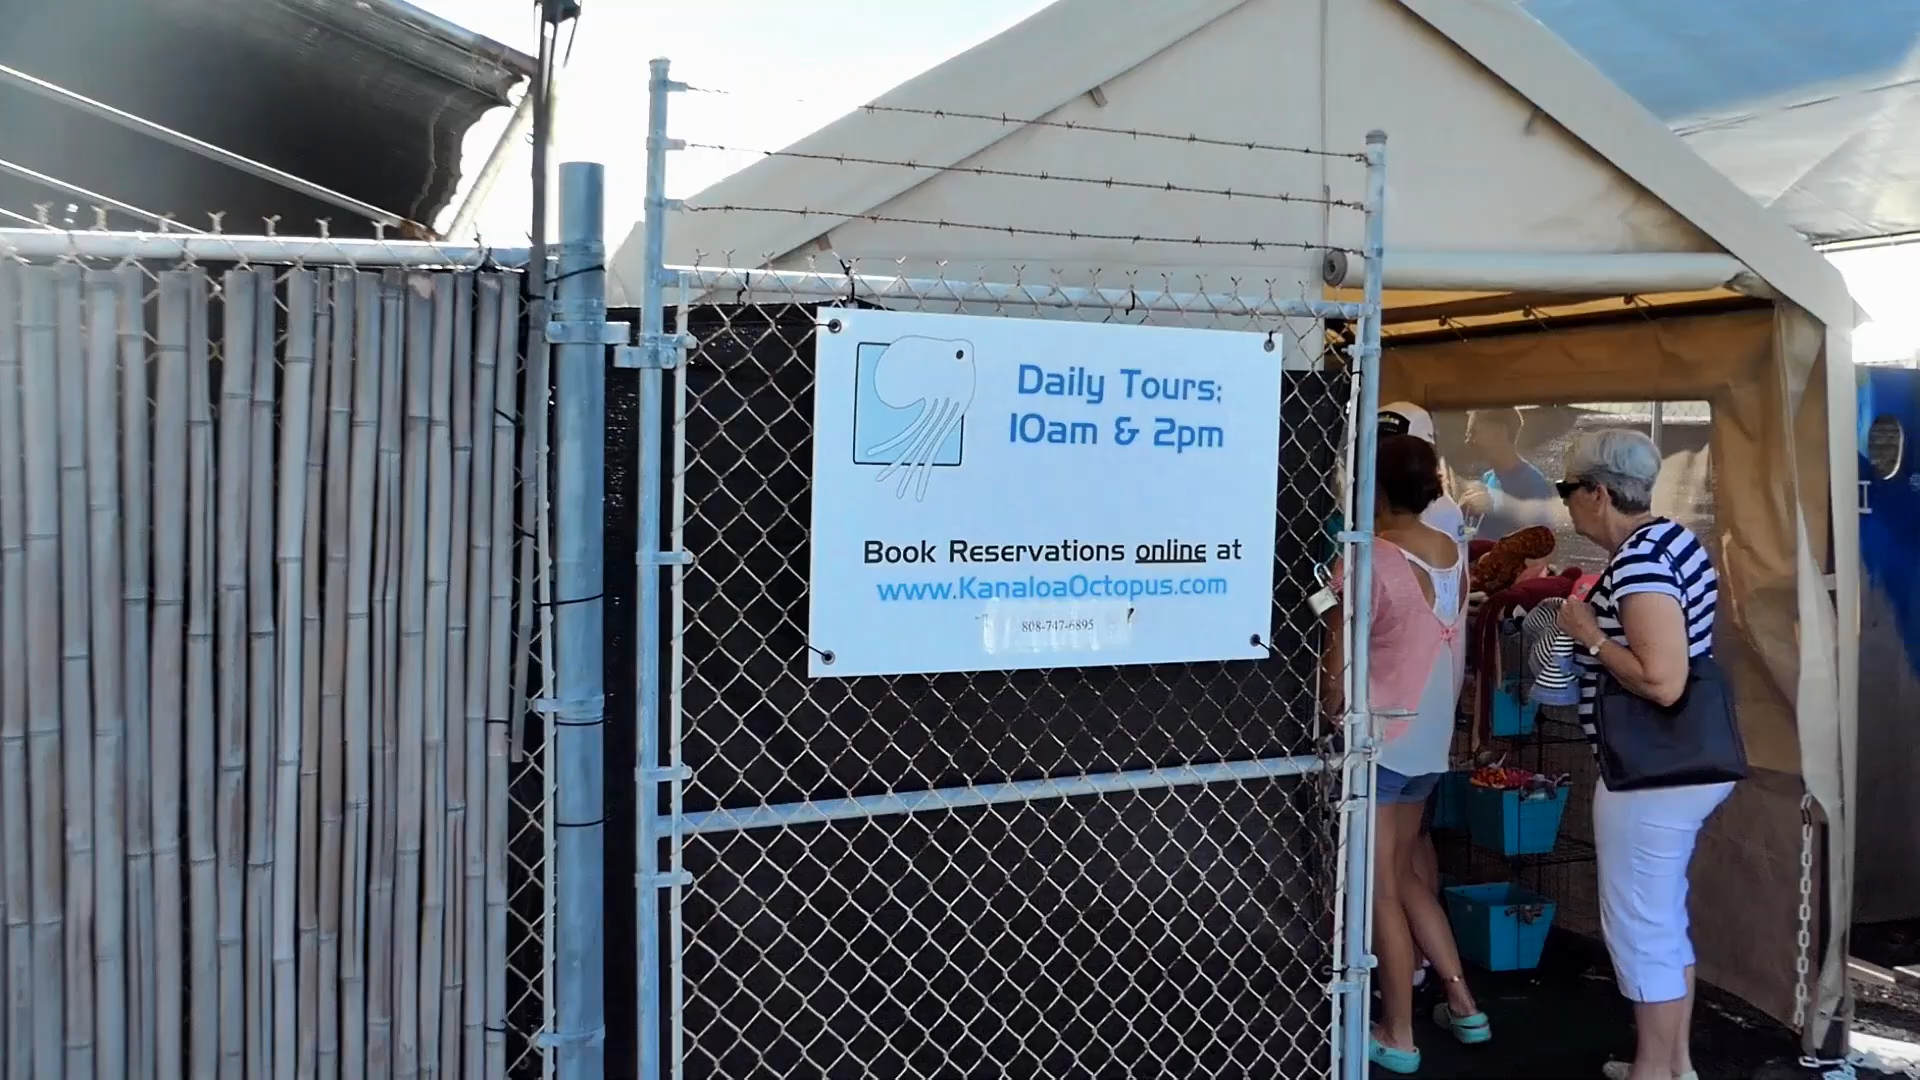 Daily Tours:
10am & 2pm
Book Reservations online at
www.KanaloaOctopus.com
808-747-6895